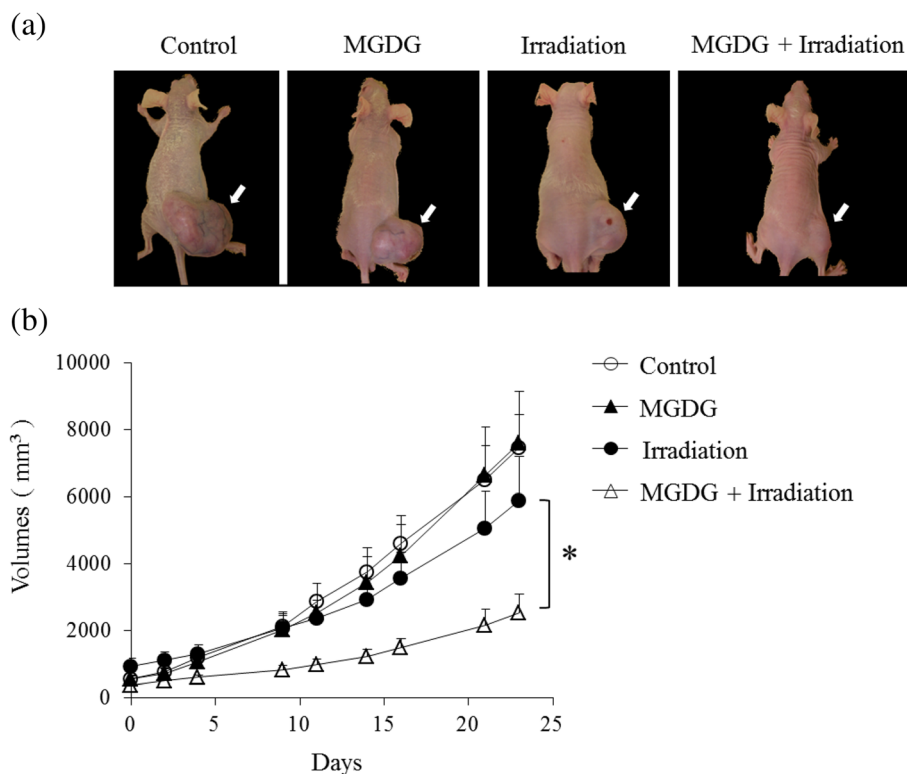 (a)
Control MGDG Irradiation MGDG + Irradiation
(b)
Volumes ( mm³ )
10000
8000
6000
4000
2000
0
0 5 10 15 20 25
Days
Control
MGDG
Irradiation
MGDG + Irradiation
*